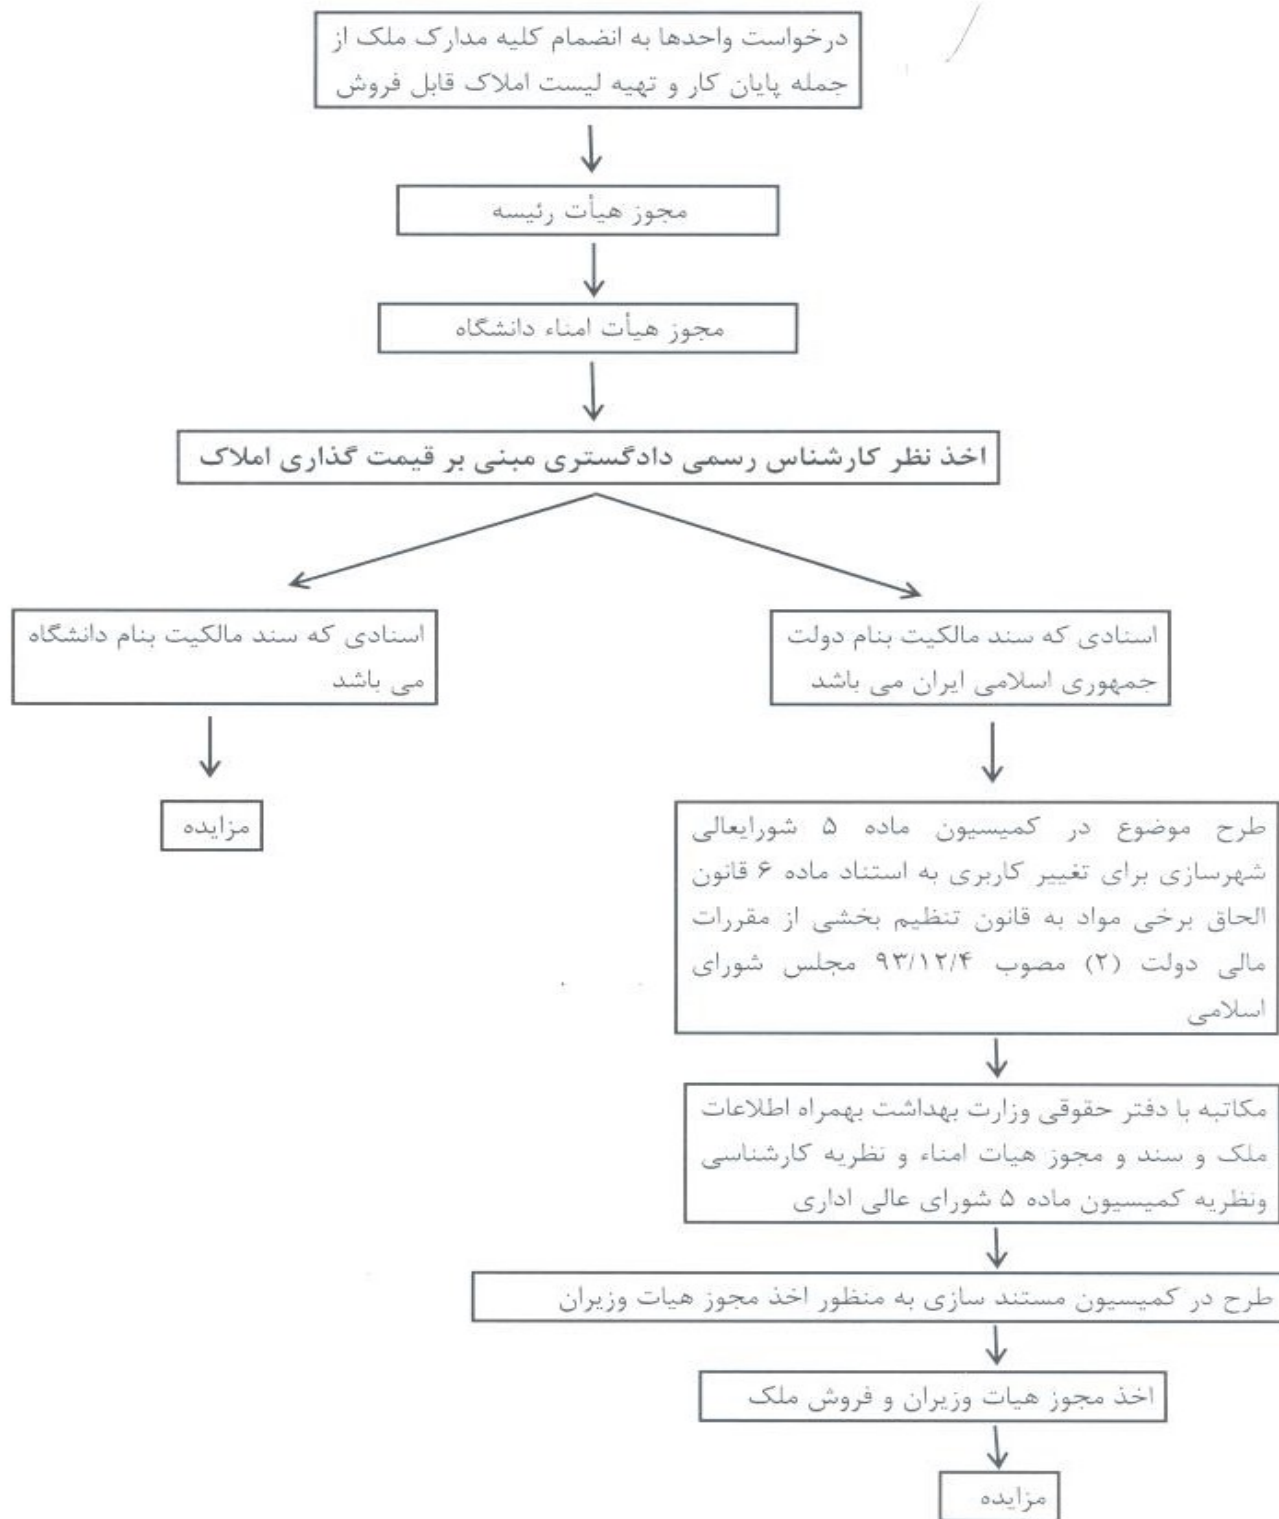 درخواست واحدها به انضمام کلیه مدارک ملک از
جمله پایان کار و تهیه لیست املاک قابل فروش
مجوز هیأت رئیسه
مجوز هیأت امناء دانشگاه
اخذ نظر کارشناس رسمی دادگستری مبنی بر قیمت گذاری املاک
اسنادی که سند مالکیت بنام دولت
جمهوری اسلامی ایران می باشد
طرح موضوع در کمیسیون ماده ۵ شورایعالی
شهرسازی برای تغییر کاربری به استناد ماده ۶ قانون
الحاق برخی مواد به قانون تنظیم بخشی از مقررات
مالی دولت (۲) مصوب ۹۳/۱۲/۴ مجلس شورای
اسلامی
مکاتبه با دفتر حقوقی وزارت بهداشت بهمراه اطلاعات
ملک و سند و مجوز هیات امناء و نظریه کارشناسی
ونظریه کمیسیون ماده ۵ شورای عالی اداری
طرح در کمیسیون مستند سازی به منظور اخذ مجوز هیات وزیران
اخذ مجوز هیات وزیران و فروش ملک
مزایده
اسنادی که سند مالکیت بنام دانشگاه
می باشد
مزایده